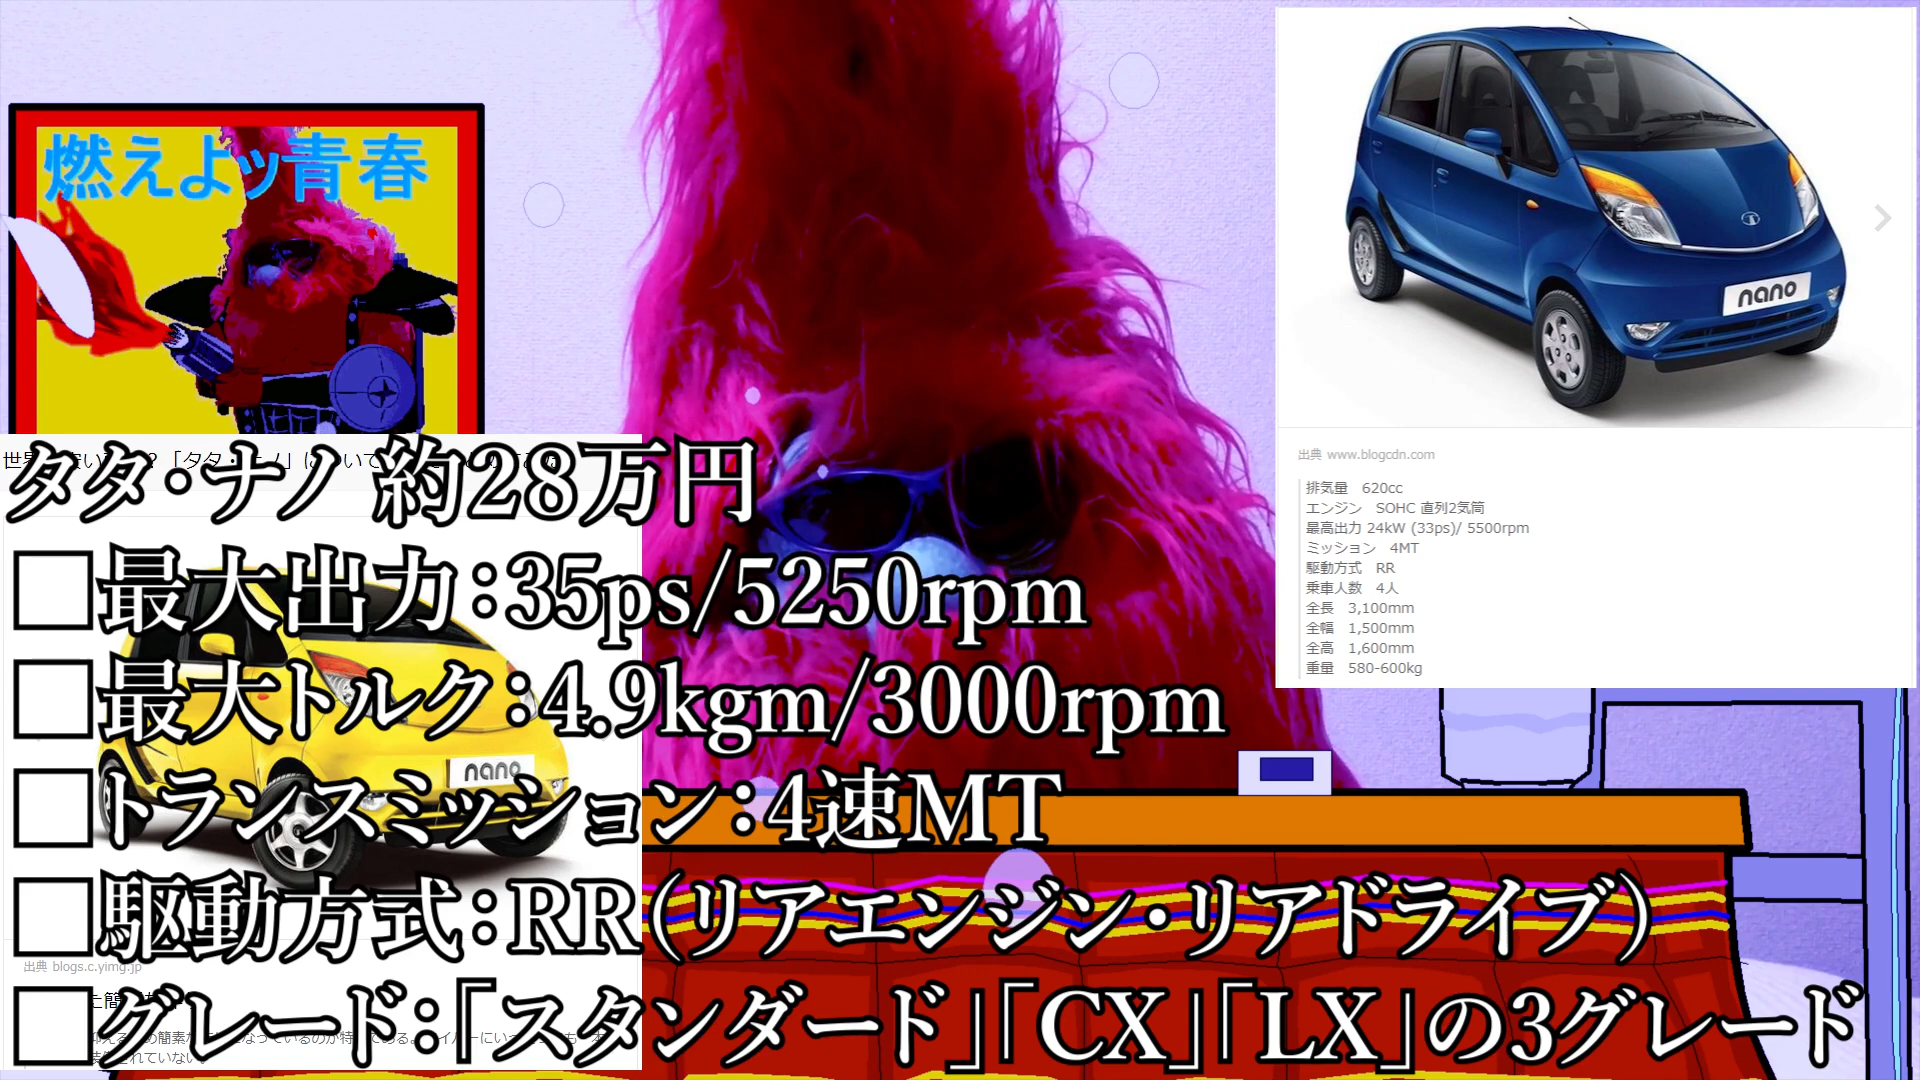 燃えよッ青春
nano
出典 www.blogcdn.com
排気量 620cc
エンジン SOHC 直列2気筒
最高出力 24kW (33ps)/ 5500rpm
ミッション 4MT
駆動方式 RR
乗車人数 4人
全長 3,100mm
全幅 1,500mm
全高 1,600mm
重量 580-600kg
タタ・ナノ 約28万円
□最大出力：35ps/5250rpm
□最大トルク：4.9kgm/3000rpm
nano
□トランスミッション：4速MT
□駆動方式：RR（リアエンジン・リアドライブ）
出典 blogs.c.yimg.jp
□グレード：「スタンダード」「CX」「LX」の3グレード